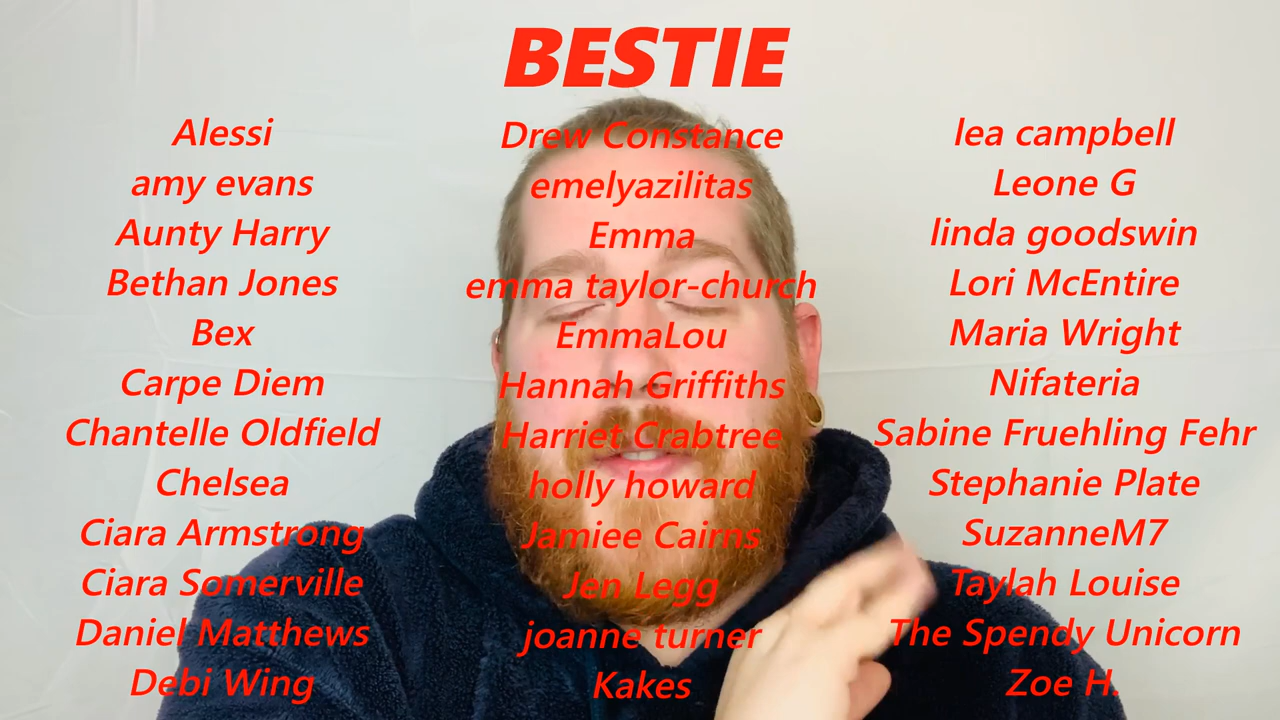 BESTIE
Alessi
amy evans
Aunty Harry
Bethan Jones
Bex
Carpe Diem
Chantelle Oldfield
Chelsea
Ciara Armstrong
Ciara Somerville
Daniel Matthews
Debi Wing
Drew Constance
emelyazilitas
Emma
emma taylor-church
EmmaLou
Hannah Griffiths
Harriet Crabtree
holly howard
Jamiee Cairns
Jen Legg
joanne turner
Kakes
lea campbell
Leone G
linda goodswin
Lori McEntire
Maria Wright
Nifateria
Sabine Fruehling Fehr
Stephanie Plate
SuzanneM7
Taylah Louise
The Spendy Unicorn
Zoe H.